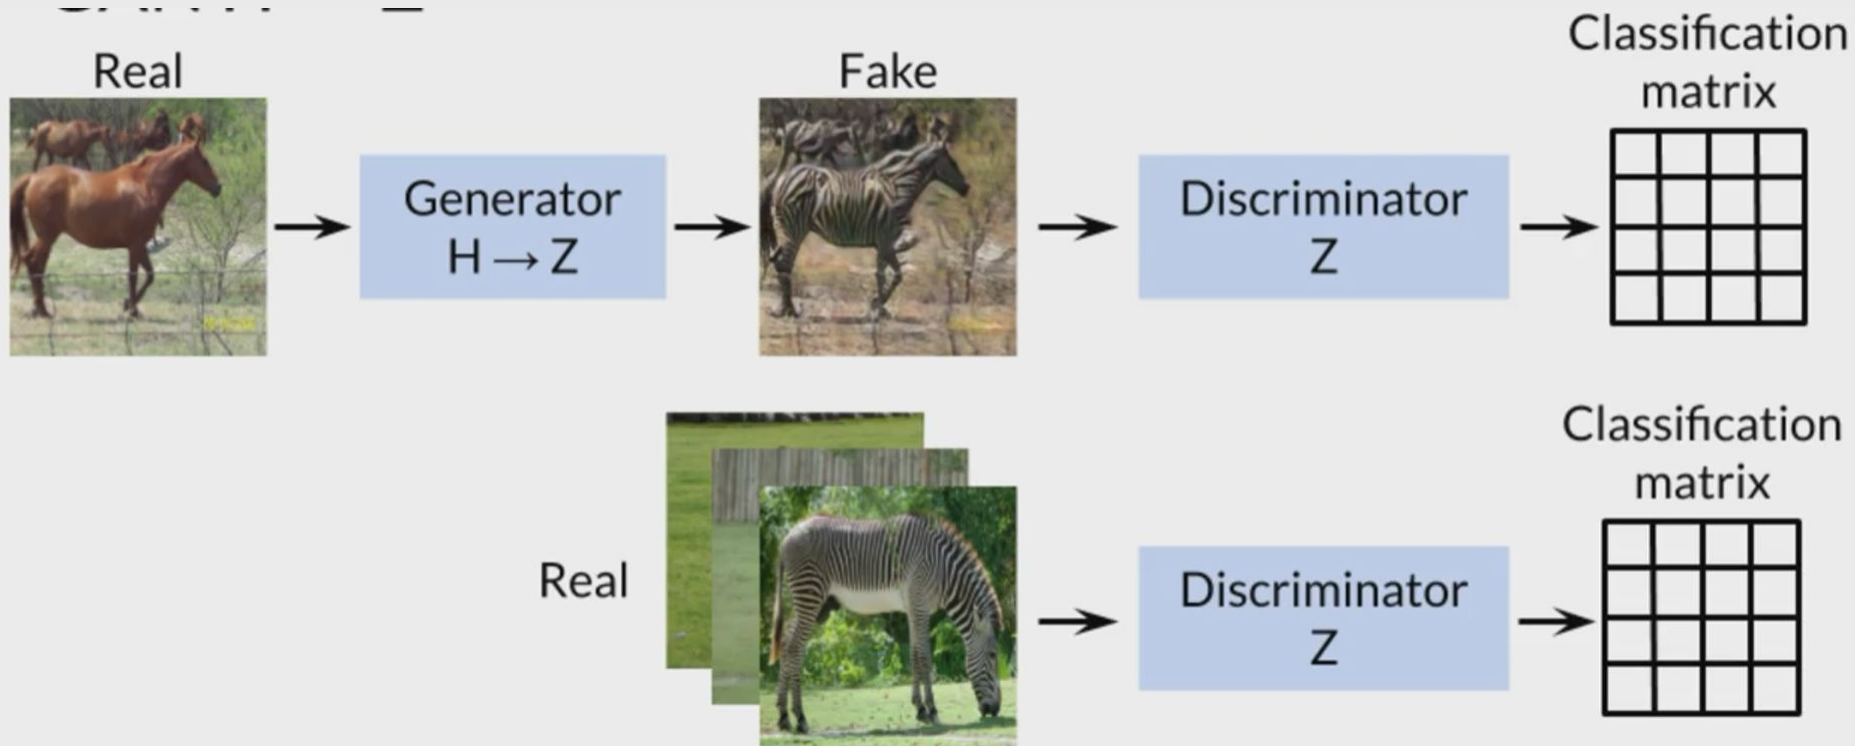 Real
Fake
Classification
matrix
Generator
H → Z
Discriminator
Z
Classification
matrix
Real
Discriminator
Z